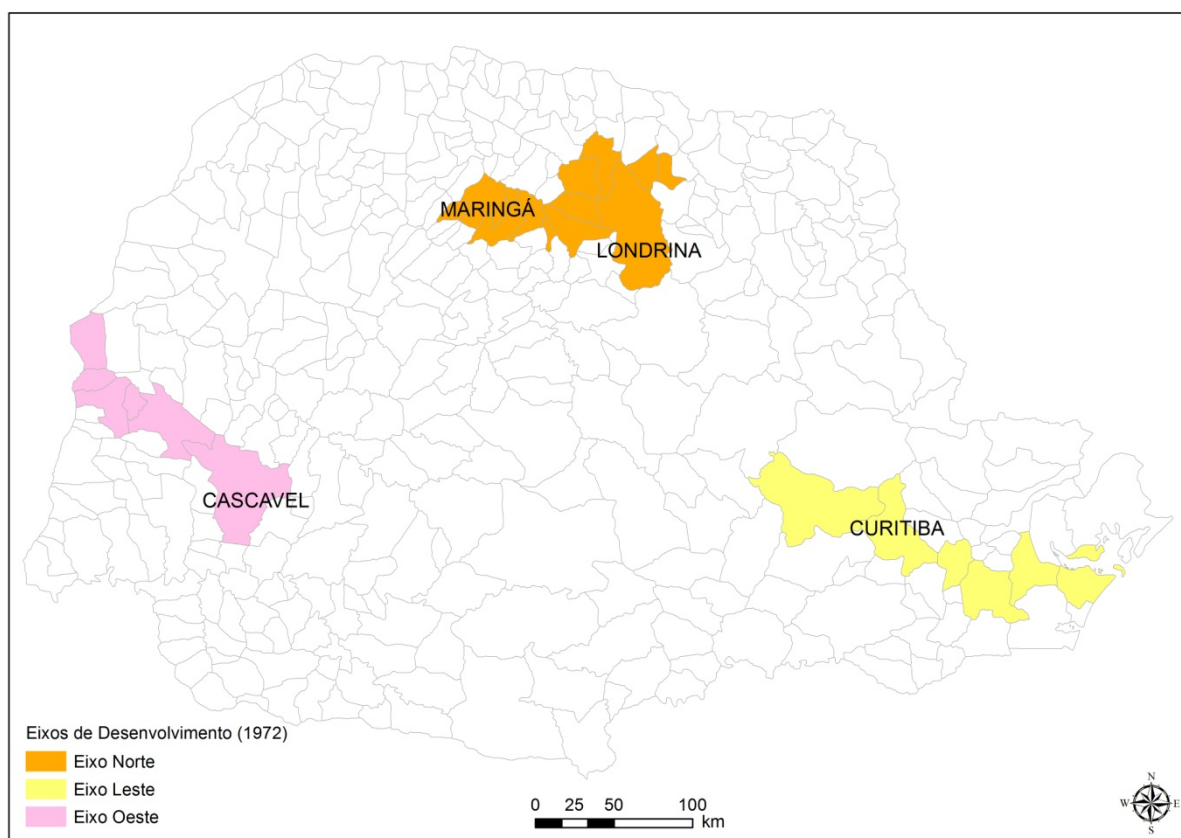 MARINGÁ
LONDRINA
CASCAVEL
CURITIBA
Eixos de Desenvolvimento (1972)
Eixo Norte
Eixo Leste
Eixo Oeste
0 25 50 100
km
N
W E
S